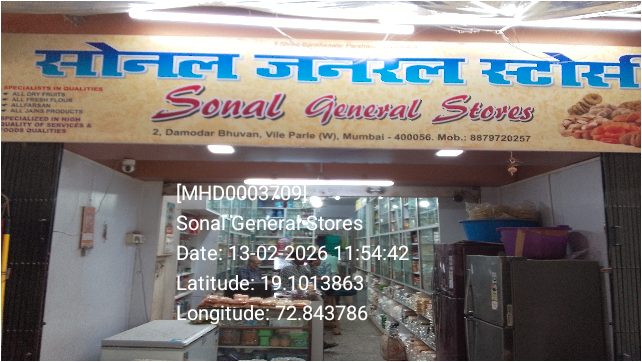 सोनल जनरल स्टोर्स
SPECIALISTS IN QUALITIES
ALL DRY FRUITS
ALL FRESH FLOUR
ALLFARSAN
ALL JAINS PRODUCTS
SPECIALIZED IN HIGH
QUALITY OF SERVICES &
FOODS QUALITIES
Sonal General Stores
2, Damodar Bhuvan, Vile Parle (W), Mumbai - 400056. Mob.: 8879720257
[MHD0003709]
Sonal General Stores
Date: 13-02-2026 11:54:42
Latitude: 19.1013863
Longitude: 72.843786